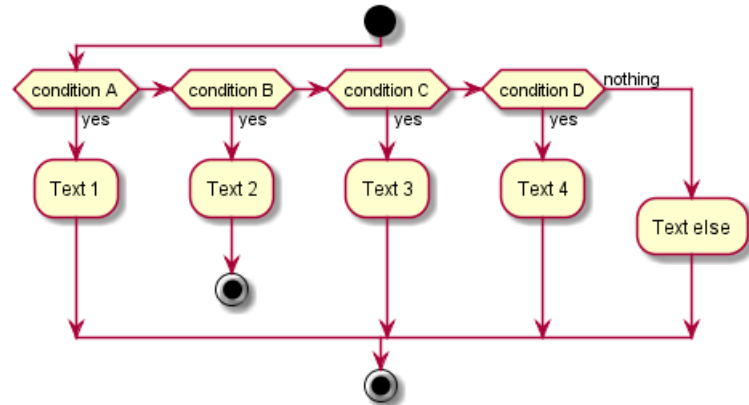 condition A
condition B
condition C
condition D
nothing
yes
yes
yes
yes
Text 1
Text 2
Text 3
Text 4
Text else